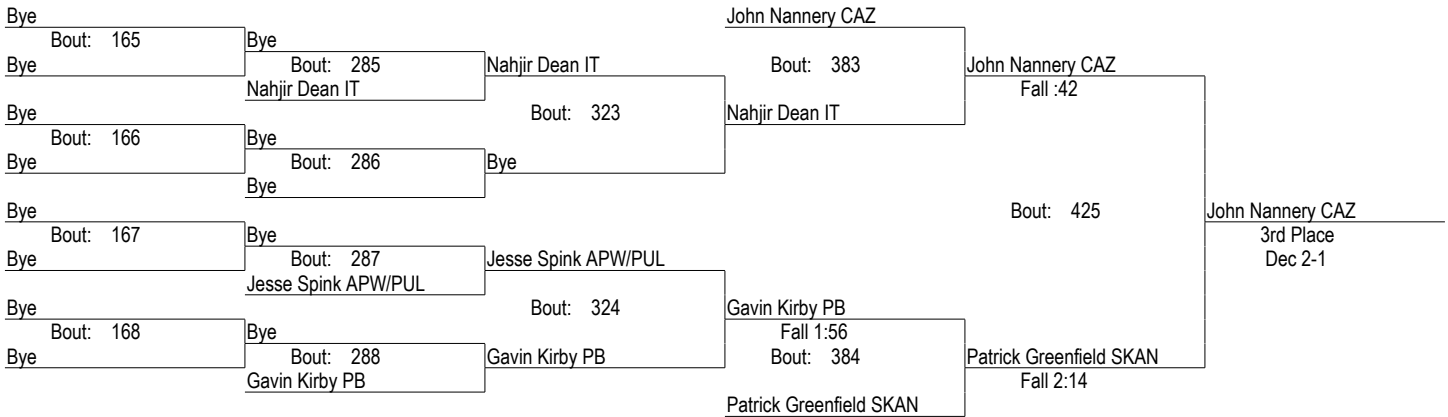 Bye
John Nannery CAZ
Bout: 165
Bye
Bye
Bout: 285
Nahjir Dean IT
Bout: 383
John Nannery CAZ
Nahjir Dean IT
Fall :42
Bye
Bout: 323
Nahjir Dean IT
Bout: 166
Bye
Bye
Bout: 286
Bye
Bye
Bye
Bout: 425
John Nannery CAZ
Bout: 167
Bye
3rd Place
Bye
Bout: 287
Jesse Spink APW/PUL
Dec 2-1
Jesse Spink APW/PUL
Bye
Bout: 324
Gavin Kirby PB
Bout: 168
Bye
Fall 1:56
Bye
Bout: 288
Gavin Kirby PB
Bout: 384
Patrick Greenfield SKAN
Gavin Kirby PB
Fall 2:14
Patrick Greenfield SKAN